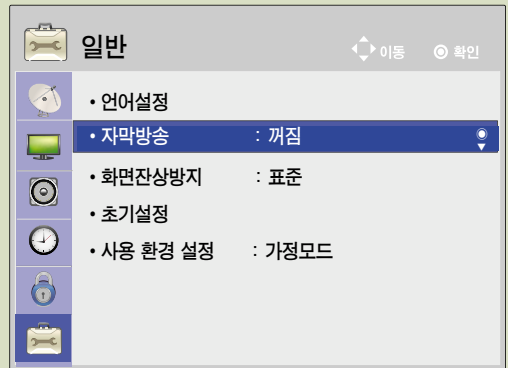 일반 이동 확인
• 언어설정
• 자막방송 : 꺼짐
• 화면잔상방지 : 표준
• 초기설정
• 사용 환경 설정 : 가정모드